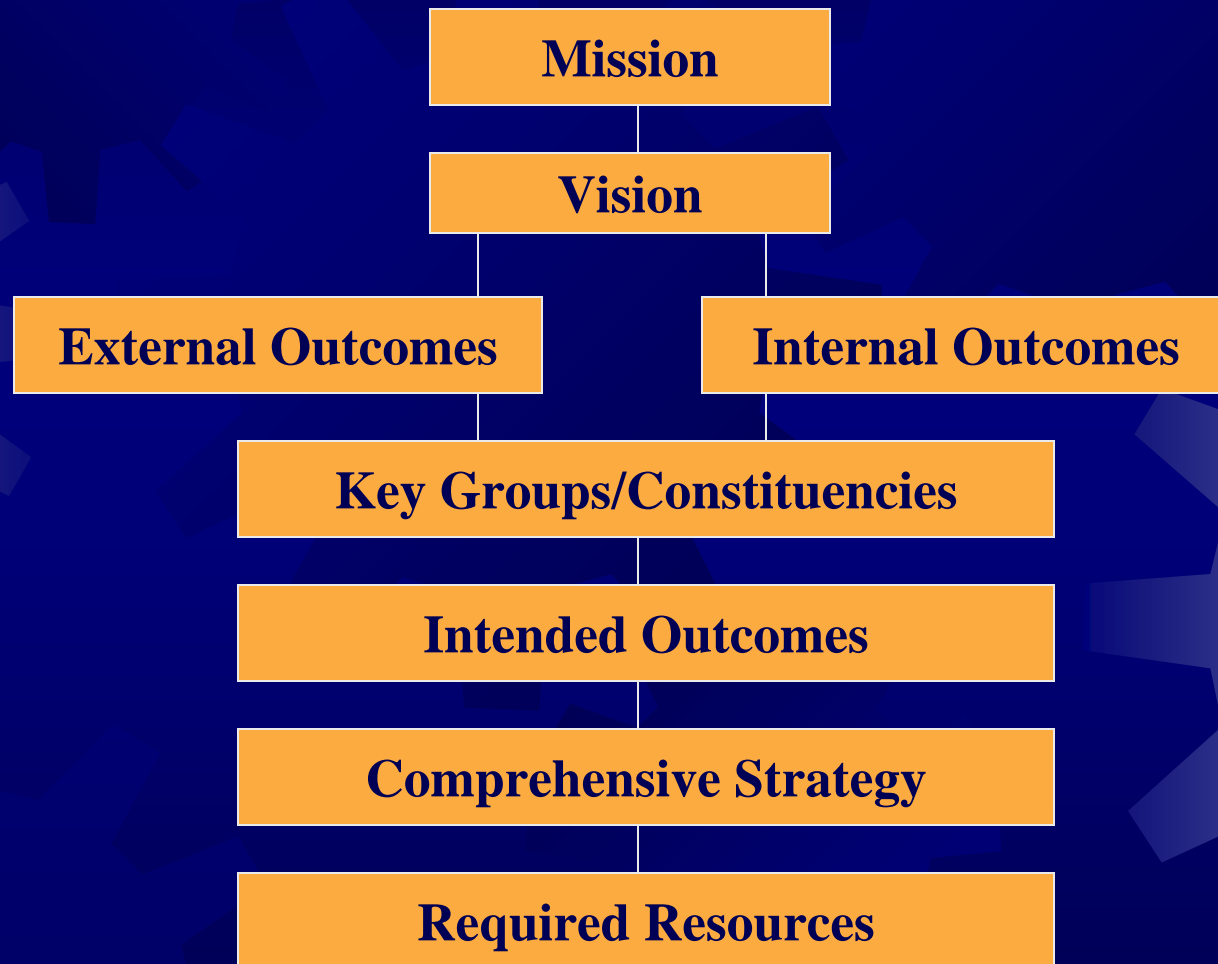 Mission
Vision
External Outcomes
Internal Outcomes
Key Groups/Constituencies
Intended Outcomes
Comprehensive Strategy
Required Resources